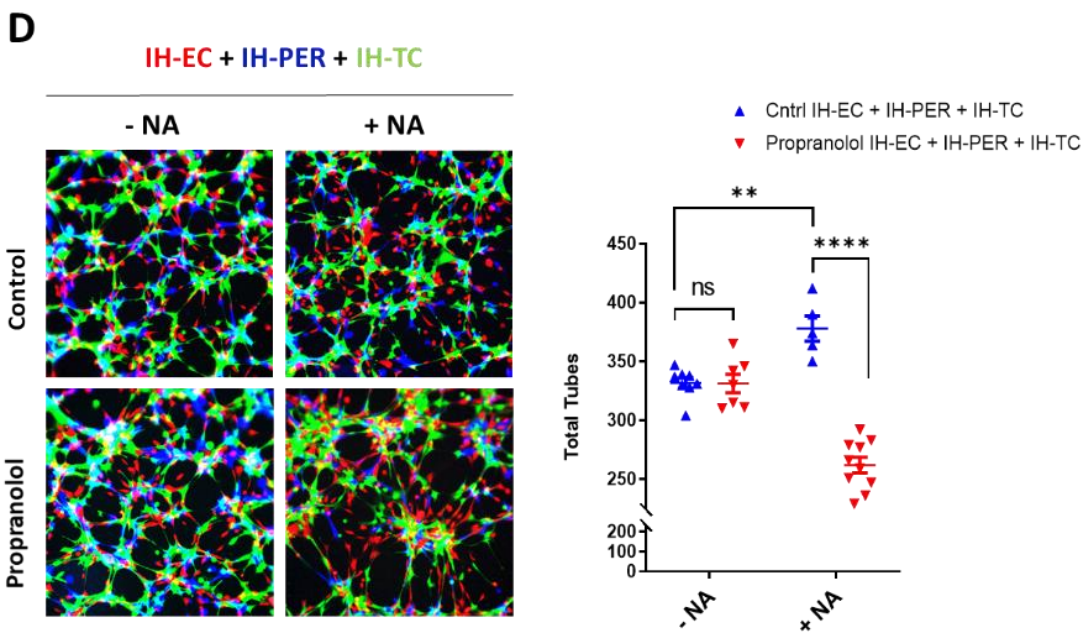 D
IH-EC + IH-PER + IH-TC
- NA
+ NA
Control
Propranolol
Cntrl IH-EC + IH-PER + IH-TC
Propranolol IH-EC + IH-PER + IH-TC
**
****
ns
Total Tubes
450
400
350
300
250
200
100
0
- NA
+ NA